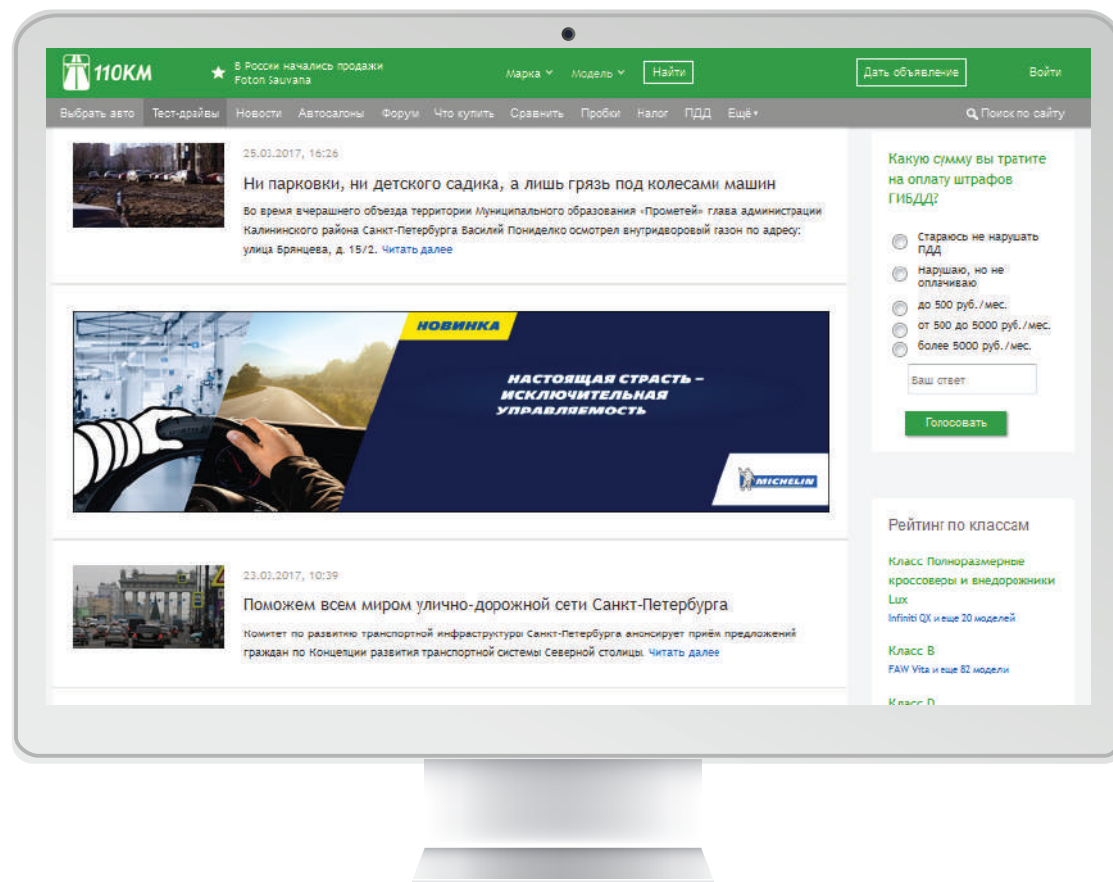 110КМ
В России начались продажи
Foton Sauvana
Марка
Модель
Найти
Дать объявление
Войти
Выбрать авто Тест-драйвы Новости Автосалоны Форум Что купить Сравнить Пробки Налог ПДД Ещё
Поиск по сайту
25.03.2017, 16:26
Ни парковки, ни детского садика, а лишь грязь под колесами машин
Во время вчерашнего объезда территории Муниципального образования «Прометей» глава администрации
Калининского района Санкт-Петербурга Василий Пониделко осмотрел внутридворовый газон по адресу:
улица Брянцева, д. 15/2. Читать далее
НОВИНКА
НАСТОЯЩАЯ СТРАСТЬ –
ИСКЛЮЧИТЕЛЬНАЯ
УПРАВЛЯЕМОСТЬ
MICHELIN
23.03.2017, 10:39
Поможем всем миром улично-дорожной сети Санкт-Петербурга
Комитет по развитию транспортной инфраструктуры Санкт-Петербурга анонсирует приём предложений
граждан по Концепции развития транспортной системы Северной столицы. Читать далее
Какую сумму вы тратите
на оплату штрафов
ГИБДД?
Стараюсь не нарушать
ПДД
Нарушаю, но не
оплачиваю
до 500 руб./мес.
от 500 до 5000 руб./мес.
более 5000 руб./мес.
Ваш ответ
Голосовать
Рейтинг по классам
Класс Полноразмерные
кроссоверы и внедорожники
Lux
Infiniti QX и еще 20 моделей
Класс B
FAW Vita и еще 82 модели
Класс D